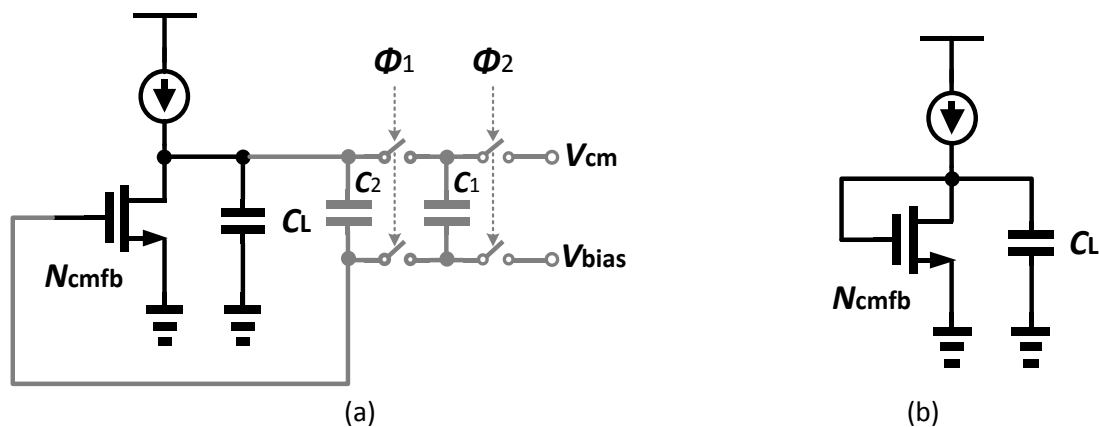 Φ1
Φ2
Vcm
C2
C1
CL
Vbias
Ncmfb
(a)
CL
Ncmfb
(b)